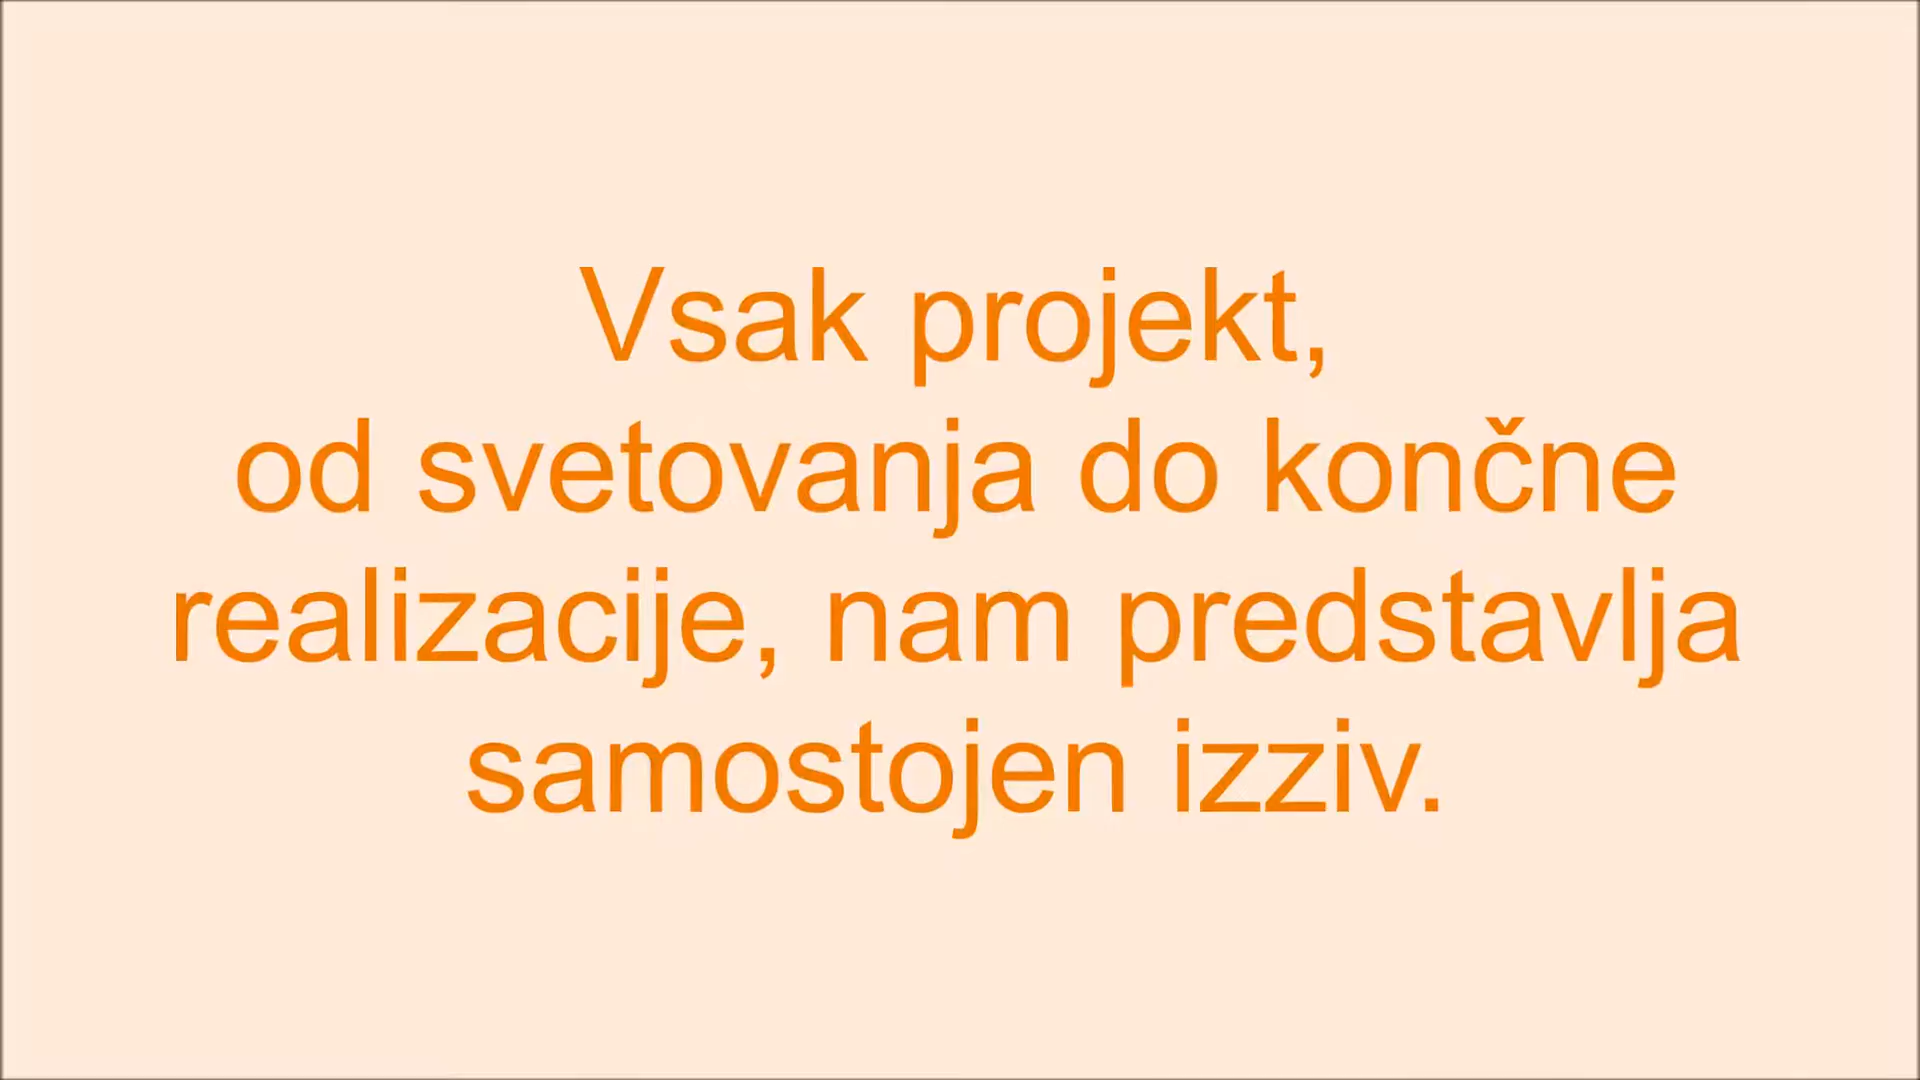 Vsak projekt,
od svetovanja do končne
realizacije, nam predstavlja
samostojen izziv.